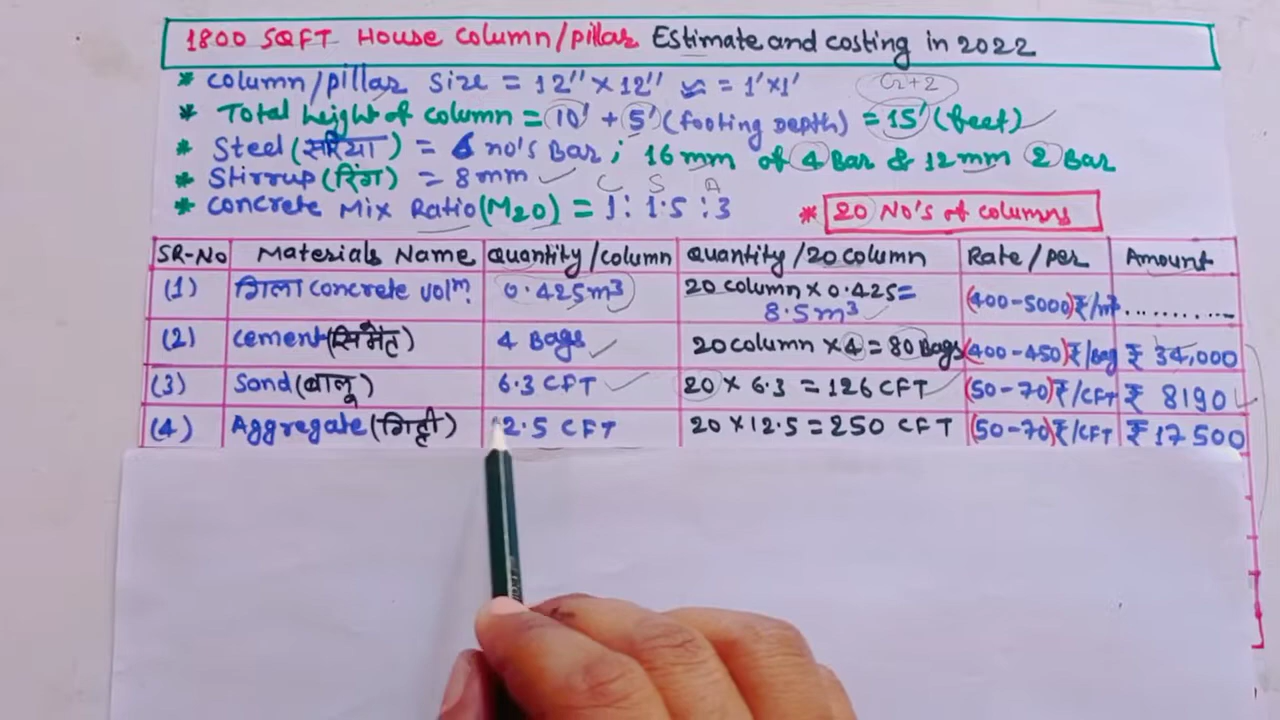 1800 SQFT House Column/pillar Estimate and costing in 2022
* Column/pillar Size = 12"×12" = 1'×1'
G+2
* Total height of column = 10' + 5' (footing Depth) = 15' (feet)
* Steel (सरिया) = 6 no's Bar; 16mm of 4 Bar & 12mm 2 Bar
* Stirrup (रिंग) = 8mm
C S A
* Concrete Mix Ratio (M20) = 1 : 1.5 : 3
* 20 No's of columns
SR-No Materials Name Quantity/column Quantity/20 column Rate/per Amount
(1) गिला concrete volm. 0.425m³ 20 column × 0.425= 8.5m³ (400-5000)₹/m³ ...........
(2) Cement (सिमेंट) 4 Bags 20 column × 4 = 80 Bags (400-450)₹/bag ₹ 34,000
(3) Sand (बालू) 6.3 CFT 20 × 6.3 = 126 CFT (50-70)₹/CFT ₹ 8190
(4) Aggregate (गिट्टी) 12.5 CFT 20 × 12.5 = 250 CFT (50-70)₹/CFT ₹ 17500